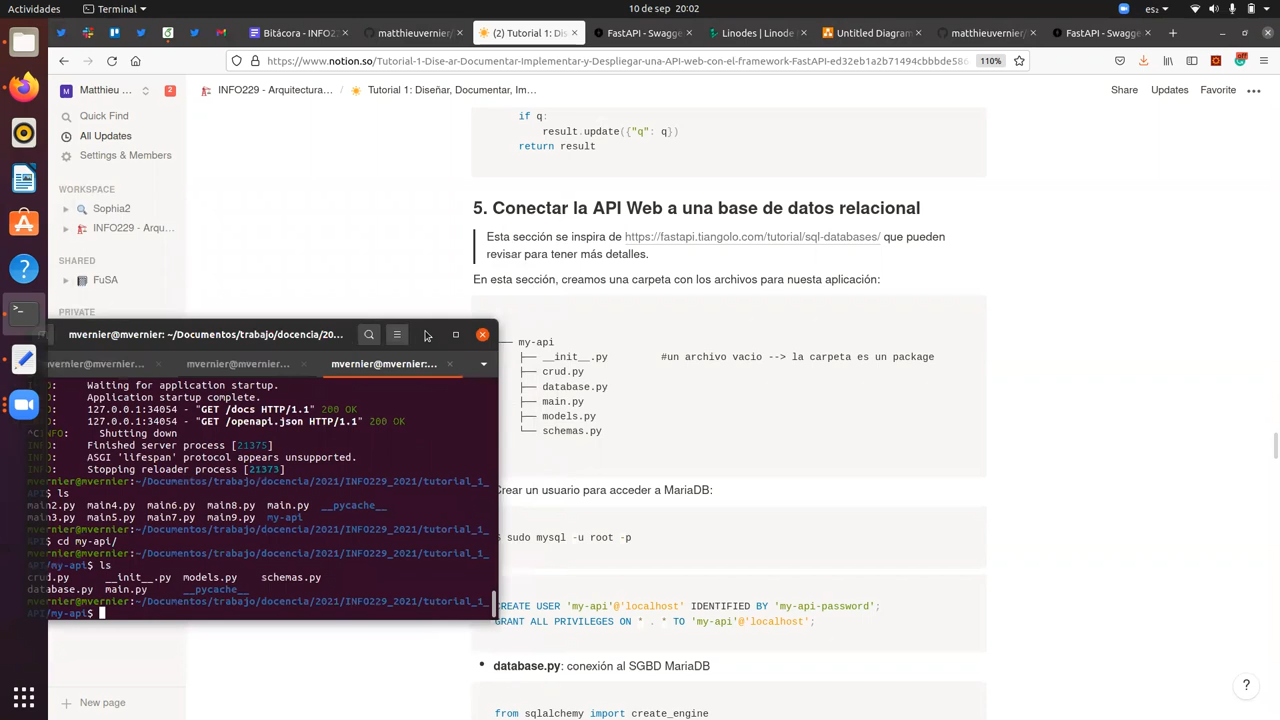 Actividades
Terminal
10 de sep 20:02
es₂
Bitácora - INFO22
matthieuvernier/
(2) Tutorial 1: Dise
FastAPI - Swagge
Linodes | Linode
Untitled Diagram
matthieuvernier/
FastAPI - Swagge
https://www.notion.so/Tutorial-1-Dise-ar-Documentar-Implementar-y-Despliegar-una-API-web-con-el-framework-FastAPI-ed32eb1a2b71494ccbbde58
110%
Matthieu ...
2
INFO229 - Arquitectura...
/
Tutorial 1: Diseñar, Documentar, Im...
Share
Updates
Favorite
Quick Find
All Updates
Settings & Members
WORKSPACE
Sophia2
INFO229 - Arqu...
SHARED
FuSA
PRIVATE
New page
if q:
result.update({"q": q})
return result
5. Conectar la API Web a una base de datos relacional
Esta sección se inspira de https://fastapi.tiangolo.com/tutorial/sql-databases/ que pueden
revisar para tener más detalles.
En esta sección, creamos una carpeta con los archivos para nuesta aplicación:
── my-api
├── __init__.py #un archivo vacio --> la carpeta es un package
├── crud.py
├── database.py
├── main.py
├── models.py
└── schemas.py
Crear un usuario para acceder a MariaDB:
$ sudo mysql -u root -p
CREATE USER 'my-api'@'localhost' IDENTIFIED BY 'my-api-password';
GRANT ALL PRIVILEGES ON * . * TO 'my-api'@'localhost';
• database.py: conexión al SGBD MariaDB
from sqlalchemy import create_engine
?
mvernier@mvernier: ~/Documentos/trabajo/docencia/20...
mvernier@mvernier:...
mvernier@mvernier:...
mvernier@mvernier:...
INFO: Waiting for application startup.
INFO: Application startup complete.
INFO: 127.0.0.1:34054 - "GET /docs HTTP/1.1" 200 OK
INFO: 127.0.0.1:34054 - "GET /openapi.json HTTP/1.1" 200 OK
^CINFO: Shutting down
INFO: Finished server process [21375]
INFO: ASGI 'lifespan' protocol appears unsupported.
INFO: Stopping reloader process [21373]
mvernier@mvernier:~/Documentos/trabajo/docencia/2021/INFO229_2021/tutorial_1_
API$ ls
main2.py main4.py main6.py main8.py main.py __pycache__
main3.py main5.py main7.py main9.py my-api
mvernier@mvernier:~/Documentos/trabajo/docencia/2021/INFO229_2021/tutorial_1_
API$ cd my-api/
mvernier@mvernier:~/Documentos/trabajo/docencia/2021/INFO229_2021/tutorial_1_
API/my-api$ ls
crud.py __init__.py models.py schemas.py
database.py main.py __pycache__
mvernier@mvernier:~/Documentos/trabajo/docencia/2021/INFO229_2021/tutorial_1_
API/my-api$